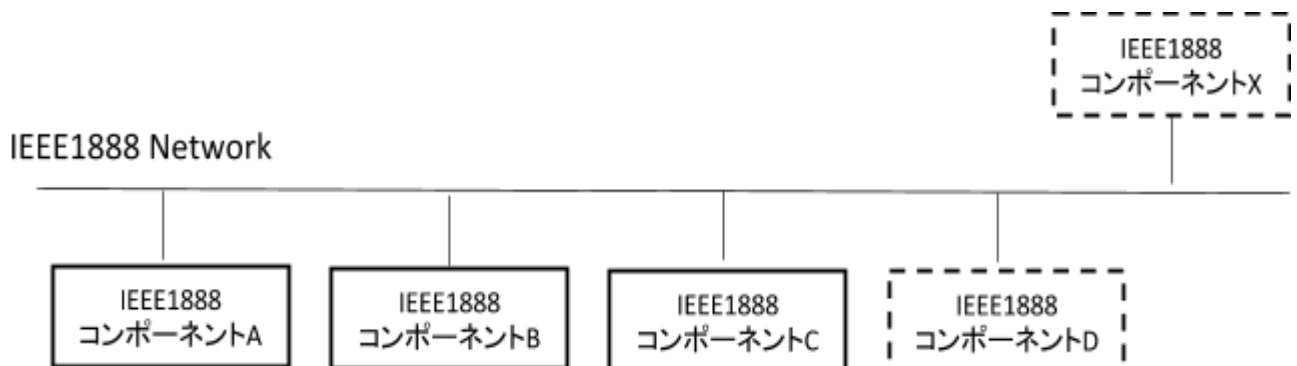 IEEE1888
コンポーネントX
IEEE1888 Network
IEEE1888
コンポーネントA
IEEE1888
コンポーネントB
IEEE1888
コンポーネントC
IEEE1888
コンポーネントD